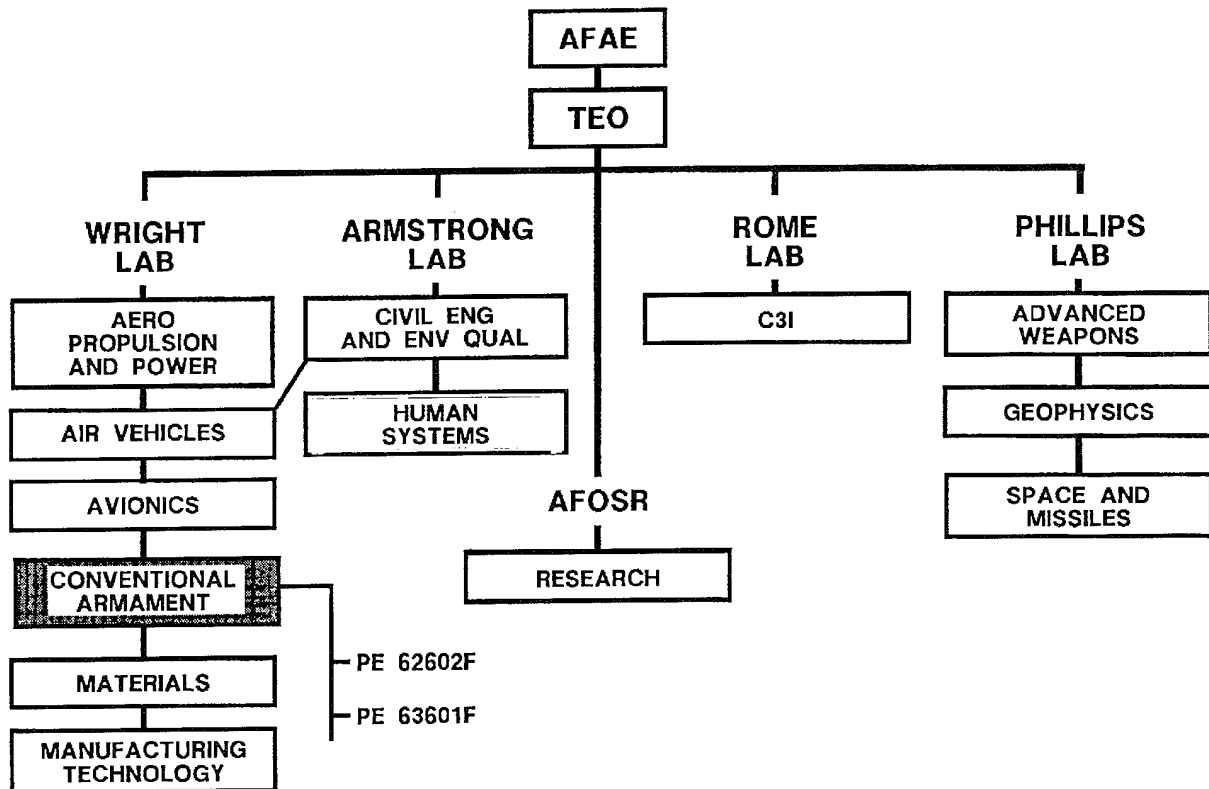 AFAE
TEO
WRIGHT
LAB
AERO
PROPULSION
AND POWER
AIR VEHICLES
AVIONICS
CONVENTIONAL
ARMAMENT
PE 62602F
PE 63601F
MATERIALS
MANUFACTURING
TECHNOLOGY
ARMSTRONG
LAB
CIVIL ENG
AND ENV QUAL
HUMAN
SYSTEMS
AFOSR
RESEARCH
ROME
LAB
C3I
PHILLIPS
LAB
ADVANCED
WEAPONS
GEOPHYSICS
SPACE AND
MISSILES